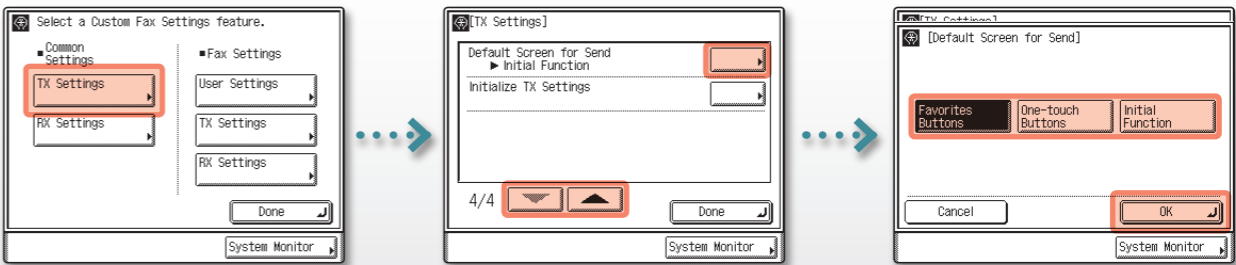 Select a Custom Fax Settings feature.
■Common
Settings
■Fax Settings
TX Settings
User Settings
RX Settings
TX Settings
RX Settings
Done
System Monitor
[TX Settings]
Default Screen for Send
▶ Initial Function
Initialize TX Settings
4/4
Done
System Monitor
[TX Settings]
[Default Screen for Send]
Favorites
Buttons
One-touch
Buttons
Initial
Function
Cancel
OK
System Monitor